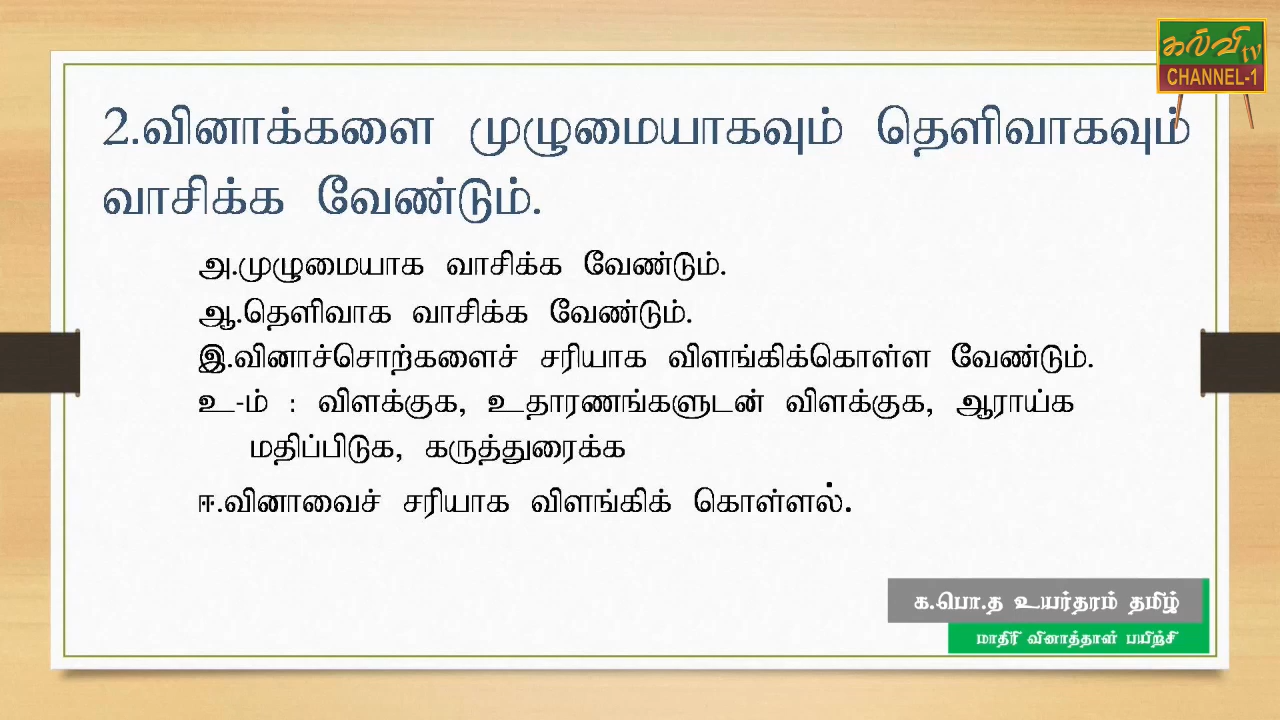 கல்வி tv
CHANNEL-1
2.வினாக்களை முழுமையாகவும் தெளிவாகவும்
வாசிக்க வேண்டும்.
அ.முழுமையாக வாசிக்க வேண்டும்.
ஆ.தெளிவாக வாசிக்க வேண்டும்.
இ.வினாச்சொற்களைச் சரியாக விளங்கிக்கொள்ள வேண்டும்.
உ-ம் : விளக்குக, உதாரணங்களுடன் விளக்குக, ஆராய்க
மதிப்பிடுக, கருத்துரைக்க
ஈ.வினாவைச் சரியாக விளங்கிக் கொள்ளல்.
க.பொ.த உயர்தரம் தமிழ்
மாதிரி வினாத்தாள் பயிற்சி